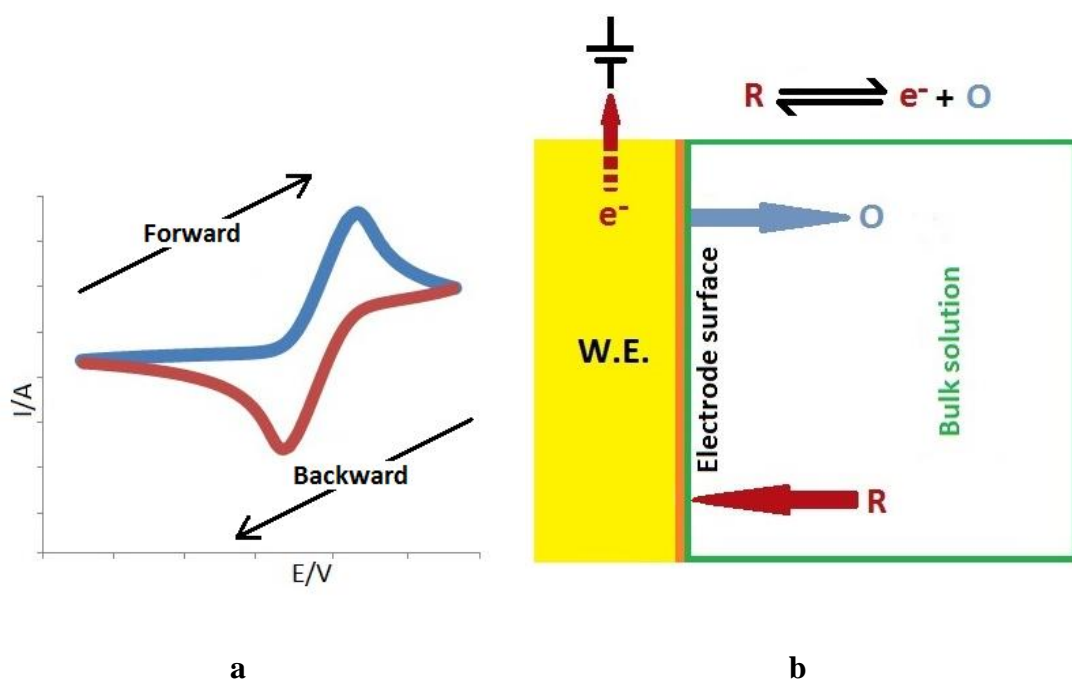 Forward
Backward
I/A
E/V
a
R ⇌ e⁻ + O
e⁻
O
W.E.
Electrode surface
Bulk solution
R
b